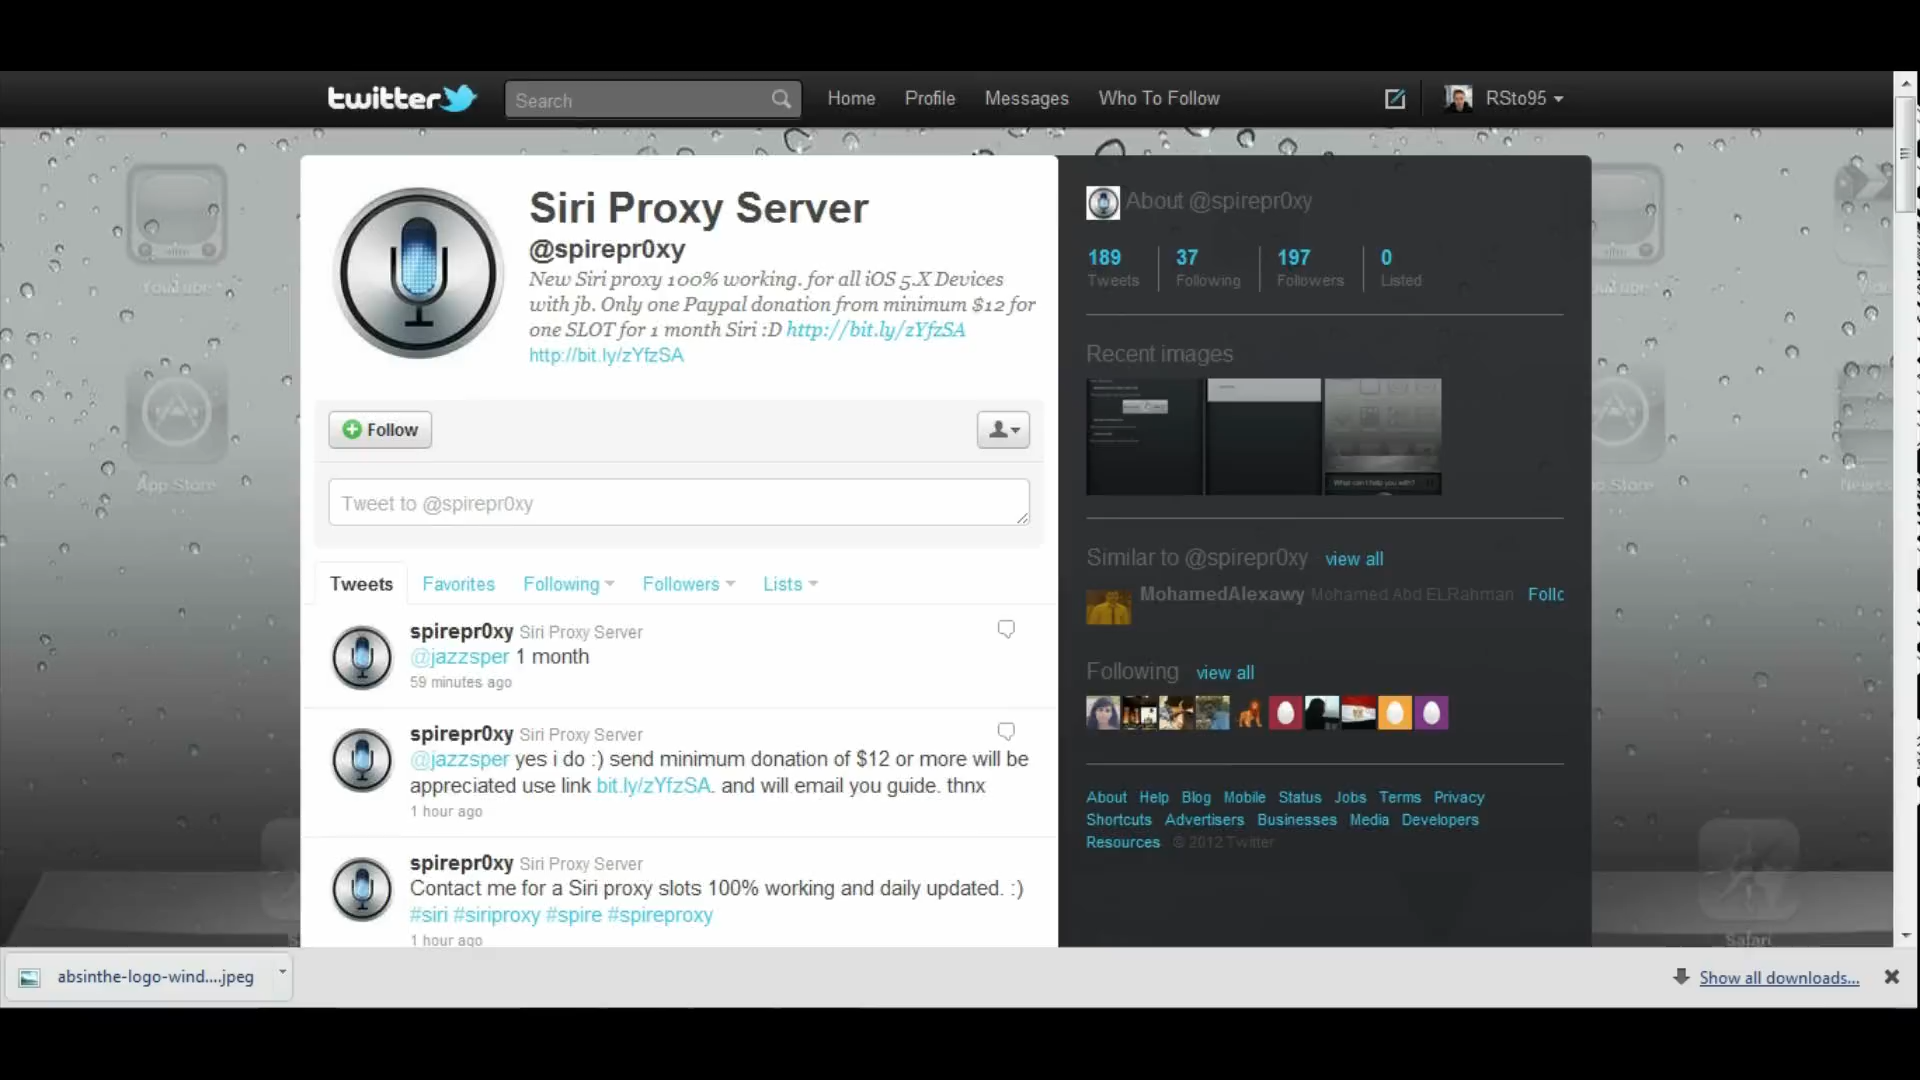 twitter
Search
Home Profile Messages Who To Follow
RSto95
Siri Proxy Server
@spirepr0xy
New Siri proxy 100% working. for all iOS 5.X Devices
with jb. Only one Paypal donation from minimum $12 for
one SLOT for 1 month Siri :D http://bit.ly/zYfzSA
http://bit.ly/zYfzSA
Follow
Tweet to @spirepr0xy
Tweets Favorites Following Followers Lists
spirepr0xy Siri Proxy Server
@jazzsper 1 month
59 minutes ago
spirepr0xy Siri Proxy Server
@jazzsper yes i do :) send minimum donation of $12 or more will be
appreciated use link bit.ly/zYfzSA. and will email you guide. thnx
1 hour ago
spirepr0xy Siri Proxy Server
Contact me for a Siri proxy slots 100% working and daily updated. :)
#siri #siriproxy #spire #spireproxy
1 hour ago
About @spirepr0xy
189 37 197 0
Tweets Following Followers Listed
Recent images
What can I help you with?
Similar to @spirepr0xy view all
MohamedAlexawy Mohamed Abd ELRahman Follc
Following view all
About Help Blog Mobile Status Jobs Terms Privacy
Shortcuts Advertisers Businesses Media Developers
Resources © 2012 Twitter
YouTube
App Store
Safari
absinthe-logo-wind....jpeg
Show all downloads...